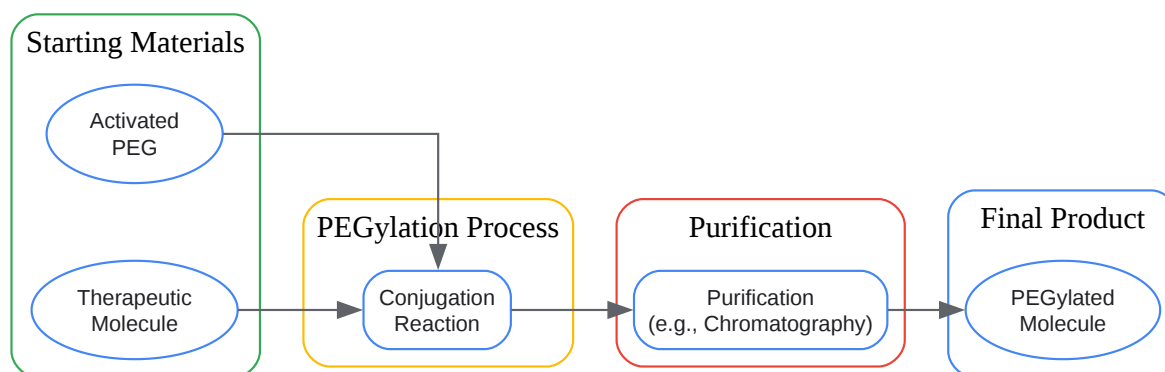 Starting Materials
Activated
PEG
Therapeutic
Molecule
PEGylation Process
Conjugation
Reaction
Purification
Purification
(e.g., Chromatography)
Final Product
PEGylated
Molecule